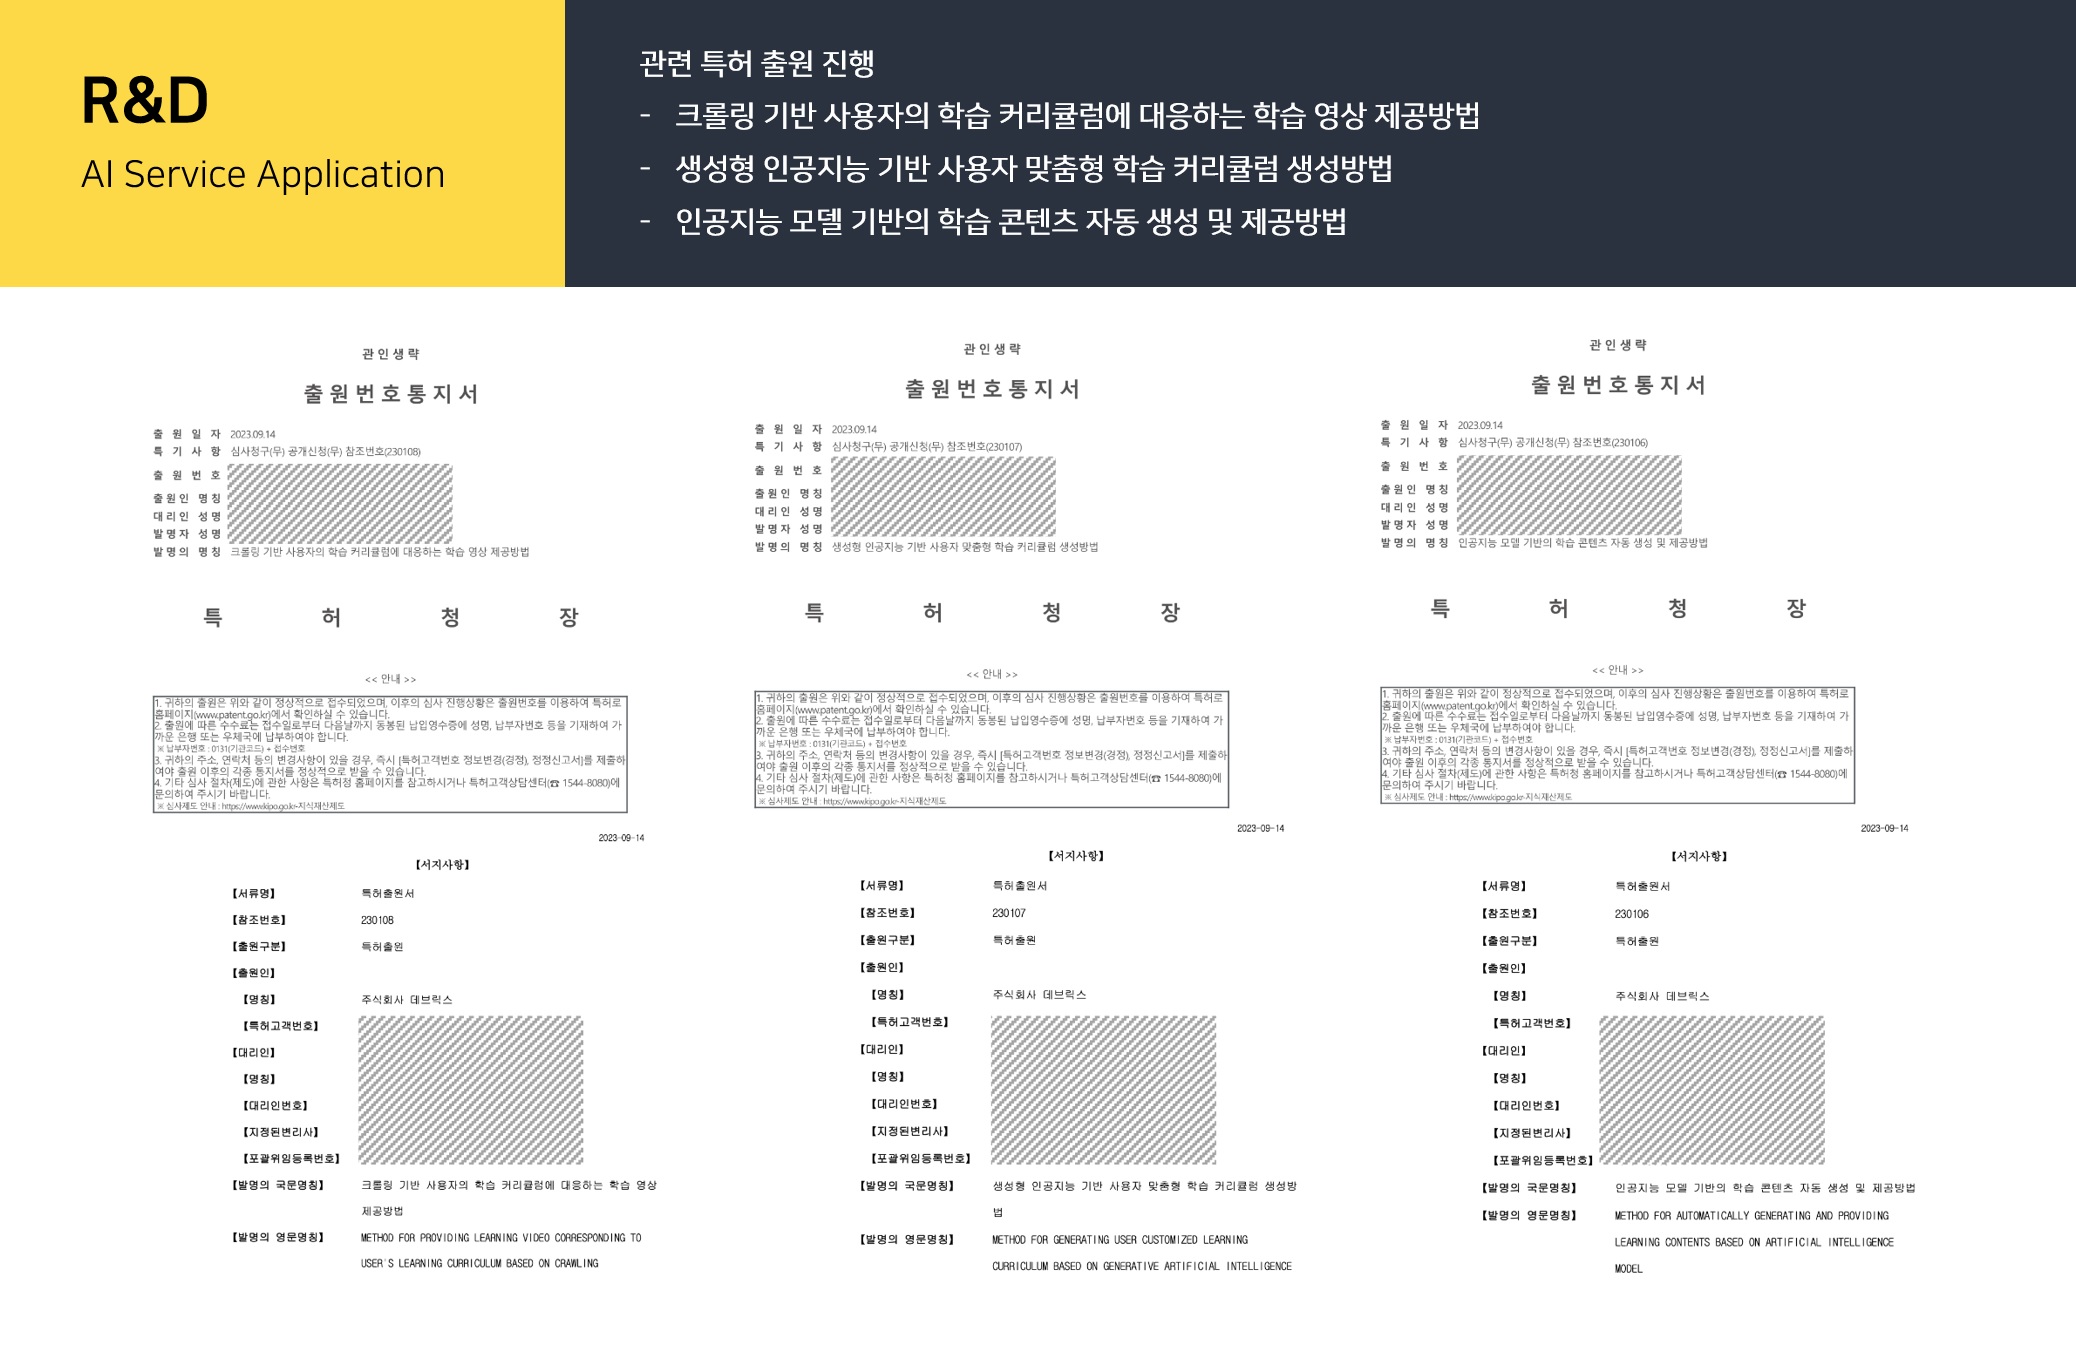 R&D
AI Service Application
관련 특허 출원 진행
- 크롤링 기반 사용자의 학습 커리큘럼에 대응하는 학습 영상 제공방법
- 생성형 인공지능 기반 사용자 맞춤형 학습 커리큘럼 생성방법
- 인공지능 모델 기반의 학습 콘텐츠 자동 생성 및 제공방법
관인생략
출원번호통지서
출원일자 2023.09.14
특기사항 심사청구(무) 공개신청(무) 참조번호(230108)
출원번호
출원인 명칭
대리인 성명
발명자 성명
발명의 명칭 크롤링 기반 사용자의 학습 커리큘럼에 대응하는 학습 영상 제공방법
특허청장
<< 안내 >>
1. 귀하의 출원은 위와 같이 정상적으로 접수되었으며, 이후의 심사 진행상황은 출원번호를 이용하여 특허로
홈페이지(www.patent.go.kr)에서 확인하실 수 있습니다.
2. 출원에 따른 수수료는 접수일로부터 다음날까지 동봉된 납입영수증에 성명, 납부자번호 등을 기재하여 가
까운 은행 또는 우체국에 납부하여야 합니다.
※ 납부자번호 : 0131(기관코드) + 접수번호
3. 귀하의 주소, 연락처 등의 변경사항이 있을 경우, 즉시 [특허고객번호 정보변경(경정), 정정신고서]를 제출하
여야 출원 이후의 각종 통지서를 정상적으로 받을 수 있습니다.
4. 기타 심사 절차(제도)에 관한 사항은 특허청 홈페이지를 참고하시거나 특허고객상담센터(☎ 1544-8080)에
문의하여 주시기 바랍니다.
※ 심사제도 안내 : https://www.kipo.go.kr-지식재산제도
2023-09-14
【서지사항】
【서류명】 특허출원서
【참조번호】 230108
【출원구분】 특허출원
【출원인】
【명칭】 주식회사 데브릭스
【특허고객번호】
【대리인】
【명칭】
【대리인번호】
【지정된변리사】
【포괄위임등록번호】
【발명의 국문명칭】 크롤링 기반 사용자의 학습 커리큘럼에 대응하는 학습 영상
제공방법
【발명의 영문명칭】 METHOD FOR PROVIDING LEARNING VIDEO CORRESPONDING TO
USER'S LEARNING CURRICULUM BASED ON CRAWLING
관인생략
출원번호통지서
출원일자 2023.09.14
특기사항 심사청구(무) 공개신청(무) 참조번호(230107)
출원번호
출원인 명칭
대리인 성명
발명자 성명
발명의 명칭 생성형 인공지능 기반 사용자 맞춤형 학습 커리큘럼 생성방법
특허청장
<< 안내 >>
1. 귀하의 출원은 위와 같이 정상적으로 접수되었으며, 이후의 심사 진행상황은 출원번호를 이용하여 특허로
홈페이지(www.patent.go.kr)에서 확인하실 수 있습니다.
2. 출원에 따른 수수료는 접수일로부터 다음날까지 동봉된 납입영수증에 성명, 납부자번호 등을 기재하여 가
까운 은행 또는 우체국에 납부하여야 합니다.
※ 납부자번호 : 0131(기관코드) + 접수번호
3. 귀하의 주소, 연락처 등의 변경사항이 있을 경우, 즉시 [특허고객번호 정보변경(경정), 정정신고서]를 제출하
여야 출원 이후의 각종 통지서를 정상적으로 받을 수 있습니다.
4. 기타 심사 절차(제도)에 관한 사항은 특허청 홈페이지를 참고하시거나 특허고객상담센터(☎ 1544-8080)에
문의하여 주시기 바랍니다.
※ 심사제도 안내 : https://www.kipo.go.kr-지식재산제도
2023-09-14
【서지사항】
【서류명】 특허출원서
【참조번호】 230107
【출원구분】 특허출원
【출원인】
【명칭】 주식회사 데브릭스
【특허고객번호】
【대리인】
【명칭】
【대리인번호】
【지정된변리사】
【포괄위임등록번호】
【발명의 국문명칭】 생성형 인공지능 기반 사용자 맞춤형 학습 커리큘럼 생성방
법
【발명의 영문명칭】 METHOD FOR GENERATING USER CUSTOMIZED LEARNING
CURRICULUM BASED ON GENERATIVE ARTIFICIAL INTELLIGENCE
관인생략
출원번호통지서
출원일자 2023.09.14
특기사항 심사청구(무) 공개신청(무) 참조번호(230106)
출원번호
출원인 명칭
대리인 성명
발명자 성명
발명의 명칭 인공지능 모델 기반의 학습 콘텐츠 자동 생성 및 제공방법
특허청장
<< 안내 >>
1. 귀하의 출원은 위와 같이 정상적으로 접수되었으며, 이후의 심사 진행상황은 출원번호를 이용하여 특허로
홈페이지(www.patent.go.kr)에서 확인하실 수 있습니다.
2. 출원에 따른 수수료는 접수일로부터 다음날까지 동봉된 납입영수증에 성명, 납부자번호 등을 기재하여 가
까운 은행 또는 우체국에 납부하여야 합니다.
※ 납부자번호 : 0131(기관코드) + 접수번호
3. 귀하의 주소, 연락처 등의 변경사항이 있을 경우, 즉시 [특허고객번호 정보변경(경정), 정정신고서]를 제출하
여야 출원 이후의 각종 통지서를 정상적으로 받을 수 있습니다.
4. 기타 심사 절차(제도)에 관한 사항은 특허청 홈페이지를 참고하시거나 특허고객상담센터(☎ 1544-8080)에
문의하여 주시기 바랍니다.
※ 심사제도 안내 : https://www.kipo.go.kr-지식재산제도
2023-09-14
【서지사항】
【서류명】 특허출원서
【참조번호】 230106
【출원구분】 특허출원
【출원인】
【명칭】 주식회사 데브릭스
【특허고객번호】
【대리인】
【명칭】
【대리인번호】
【지정된변리사】
【포괄위임등록번호】
【발명의 국문명칭】 인공지능 모델 기반의 학습 콘텐츠 자동 생성 및 제공방법
【발명의 영문명칭】 METHOD FOR AUTOMATICALLY GENERATING AND PROVIDING
LEARNING CONTENTS BASED ON ARTIFICIAL INTELLIGENCE
MODEL